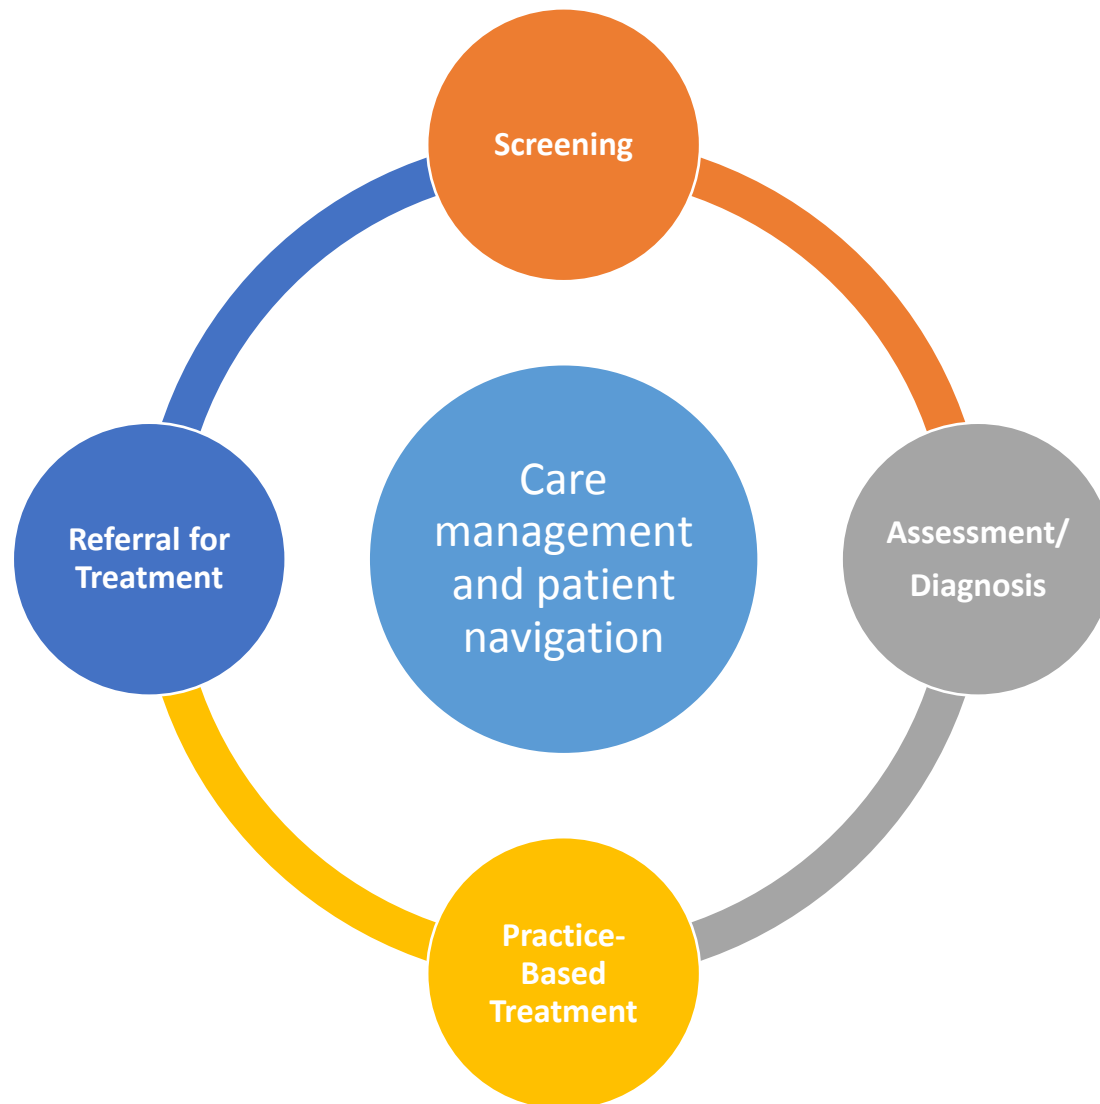 Screening
Care
management
and patient
navigation
Assessment/
Diagnosis
Practice-
Based
Treatment
Referral for
Treatment